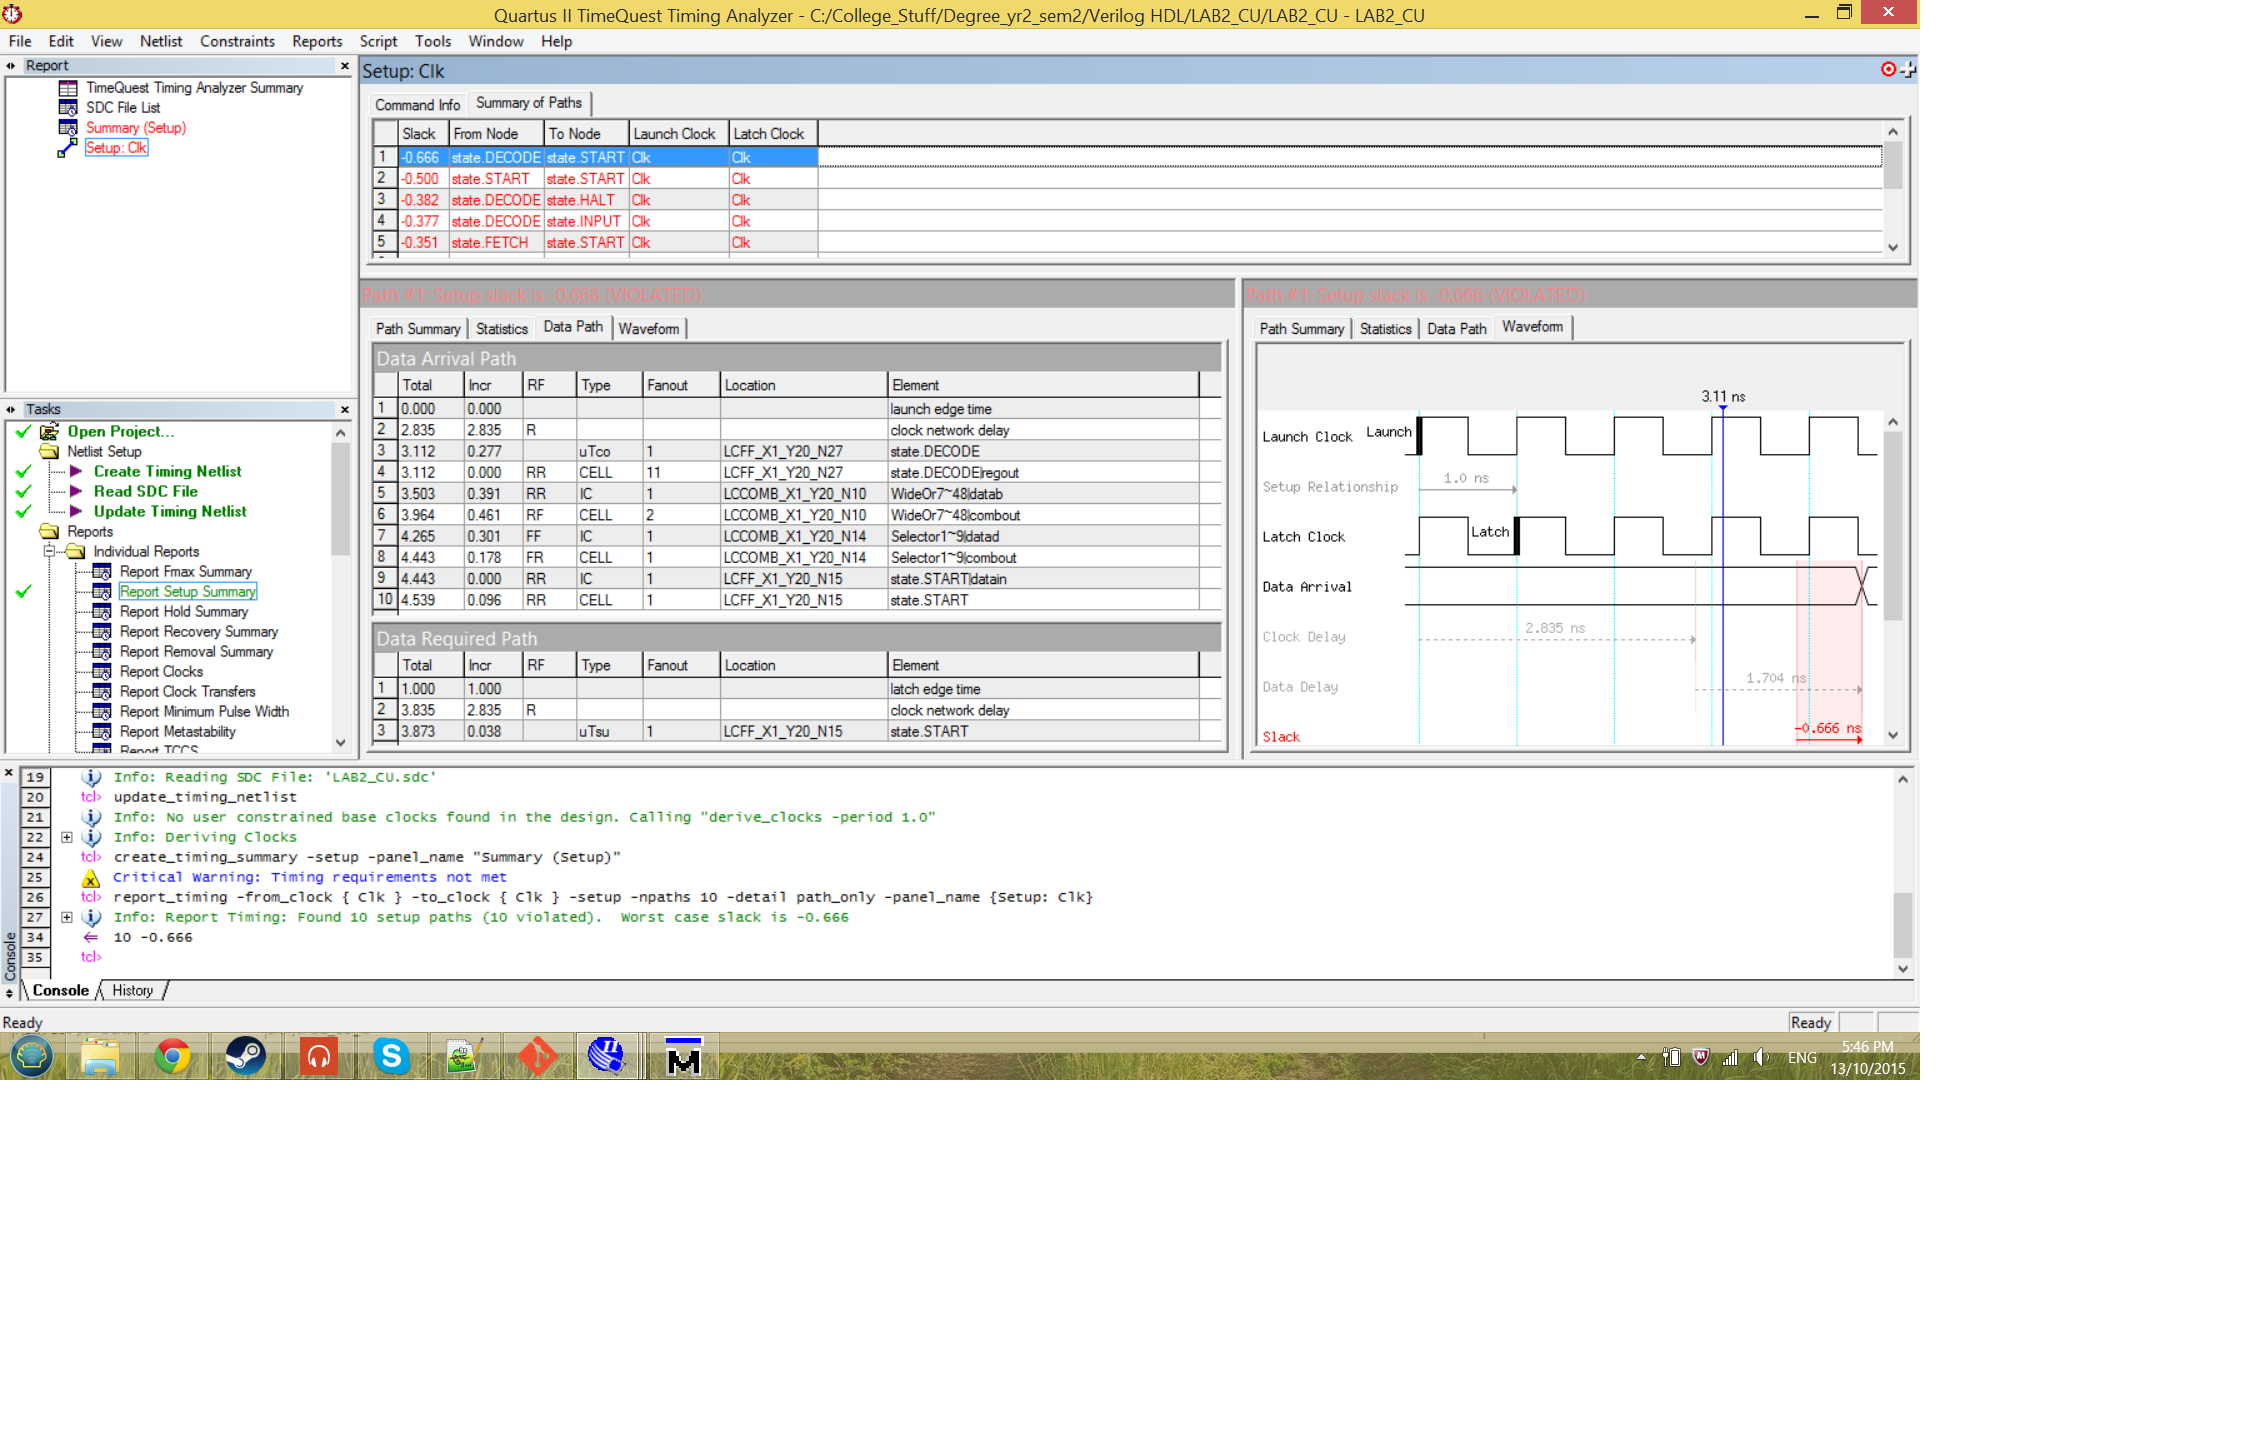 Quartus II TimeQuest Timing Analyzer - C:/College_Stuff/Degree_yr2_sem2/Verilog HDL/LAB2_CU/LAB2_CU - LAB2_CU
File Edit View Netlist Constraints Reports Script Tools Window Help
Report
TimeQuest Timing Analyzer Summary
SDC File List
Summary (Setup)
Setup: Clk
Setup: Clk
Command Info Summary of Paths
Slack From Node To Node Launch Clock Latch Clock
1 -0.666 state.DECODE state.START Clk Clk
2 -0.500 state.START state.START Clk Clk
3 -0.382 state.DECODE state.HALT Clk Clk
4 -0.377 state.DECODE state.INPUT Clk Clk
5 -0.351 state.FETCH state.START Clk Clk
Tasks
Open Project...
Netlist Setup
Create Timing Netlist
Read SDC File
Update Timing Netlist
Reports
Individual Reports
Report Fmax Summary
Report Setup Summary
Report Hold Summary
Report Recovery Summary
Report Removal Summary
Report Clocks
Report Clock Transfers
Report Minimum Pulse Width
Report Metastability
Report TCCS
Path #1: Setup slack is -0.666 (VIOLATED)
Path Summary Statistics Data Path Waveform
Data Arrival Path
Total Incr RF Type Fanout Location Element
1 0.000 0.000 launch edge time
2 2.835 2.835 R clock network delay
3 3.112 0.277 uTco 1 LCFF_X1_Y20_N27 state.DECODE
4 3.112 0.000 RR CELL 11 LCFF_X1_Y20_N27 state.DECODE|regout
5 3.503 0.391 RR IC 1 LCCOMB_X1_Y20_N10 WideOr7~48|datab
6 3.964 0.461 RF CELL 2 LCCOMB_X1_Y20_N10 WideOr7~48|combout
7 4.265 0.301 FF IC 1 LCCOMB_X1_Y20_N14 Selector1~9|datad
8 4.443 0.178 FR CELL 1 LCCOMB_X1_Y20_N14 Selector1~9|combout
9 4.443 0.000 RR IC 1 LCFF_X1_Y20_N15 state.START|datain
10 4.539 0.096 RR CELL 1 LCFF_X1_Y20_N15 state.START
Data Required Path
Total Incr RF Type Fanout Location Element
1 1.000 1.000 latch edge time
2 3.835 2.835 R clock network delay
3 3.873 0.038 uTsu 1 LCFF_X1_Y20_N15 state.START
Path #1: Setup slack is -0.666 (VIOLATED)
Path Summary Statistics Data Path Waveform
3.11 ns
Launch Clock Launch
Setup Relationship 1.0 ns
Latch Clock Latch
Data Arrival
Clock Delay 2.835 ns
Data Delay 1.704 ns
Slack -0.666 ns
19 Info: Reading SDC File: 'LAB2_CU.sdc'
20 tcl> update_timing_netlist
21 Info: No user constrained base clocks found in the design. Calling "derive_clocks -period 1.0"
22 Info: Deriving Clocks
24 tcl> create_timing_summary -setup -panel_name "Summary (Setup)"
25 Critical Warning: Timing requirements not met
26 tcl> report_timing -from_clock { Clk } -to_clock { Clk } -setup -npaths 10 -detail path_only -panel_name {Setup: Clk}
27 Info: Report Timing: Found 10 setup paths (10 violated).  Worst case slack is -0.666
34 10 -0.666
35 tcl>
Console
Console History
Ready
Ready
ENG
5:46 PM
13/10/2015